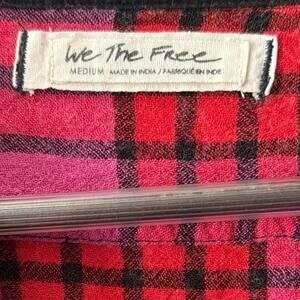 We The Free
MEDIUM MADE IN INDIA / FABRIQUÉ EN INDE